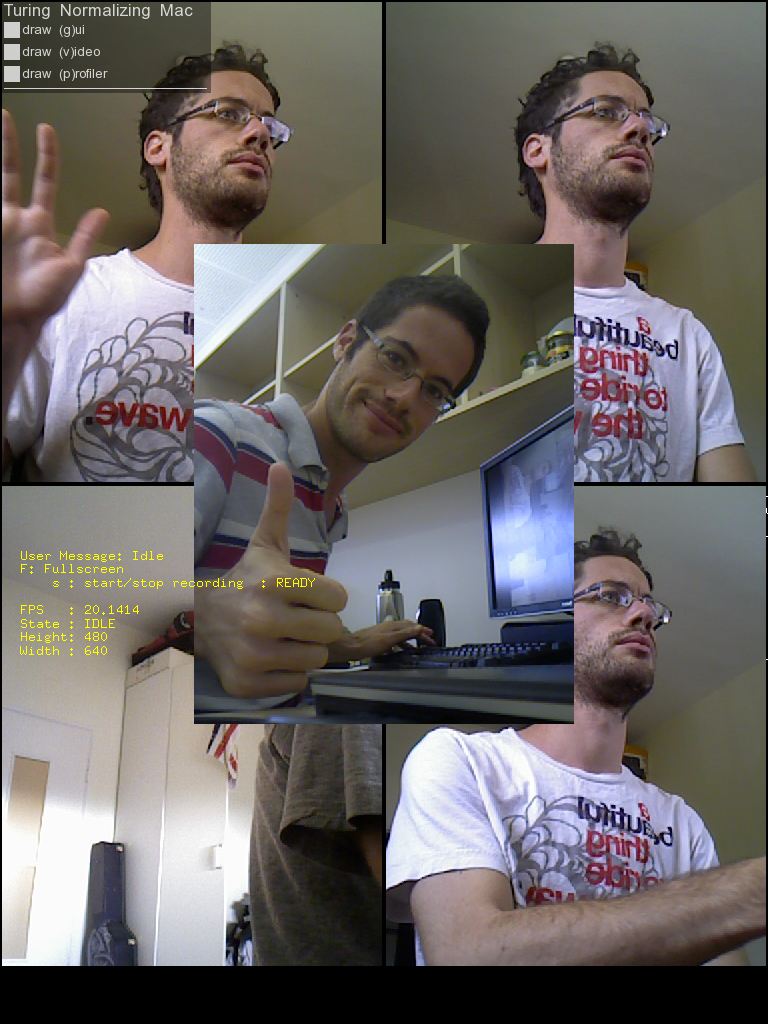 Turing Normalizing Mac
draw (g)ui
draw (v)ideo
draw (p)rofiler
wave.
a
beautiful
thing
to ride
the
User Message: Idle
F: Fullscreen
s : start/stop recording : READY
FPS : 20.1414
State : IDLE
Height: 480
Width : 640
a
beautiful
thing
to ride